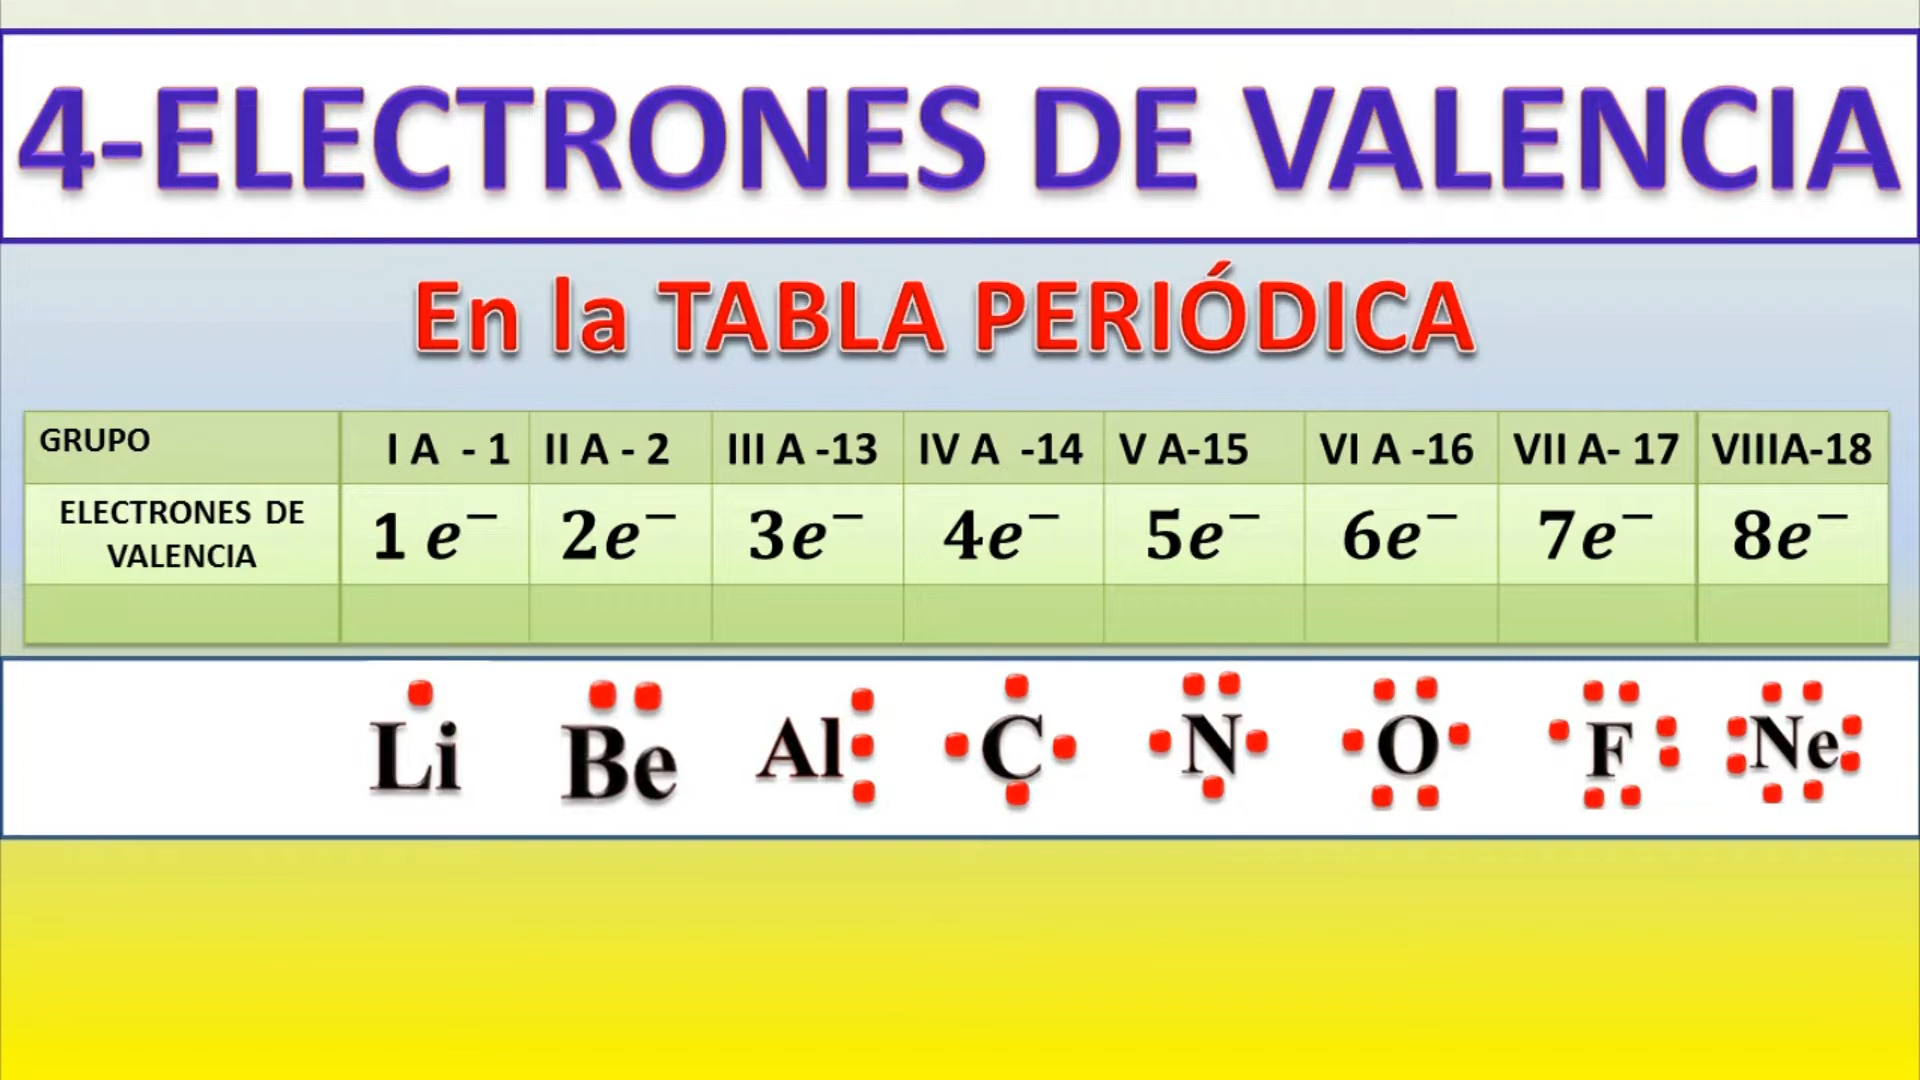 4-ELECTRONES DE VALENCIA
En la TABLA PERIÓDICA
GRUPO I A - 1 II A - 2 III A -13 IV A -14 V A-15 VI A -16 VII A- 17 VIIIA-18
ELECTRONES DE VALENCIA 1 e⁻ 2e⁻ 3e⁻ 4e⁻ 5e⁻ 6e⁻ 7e⁻ 8e⁻
Li Be Al C N O F Ne